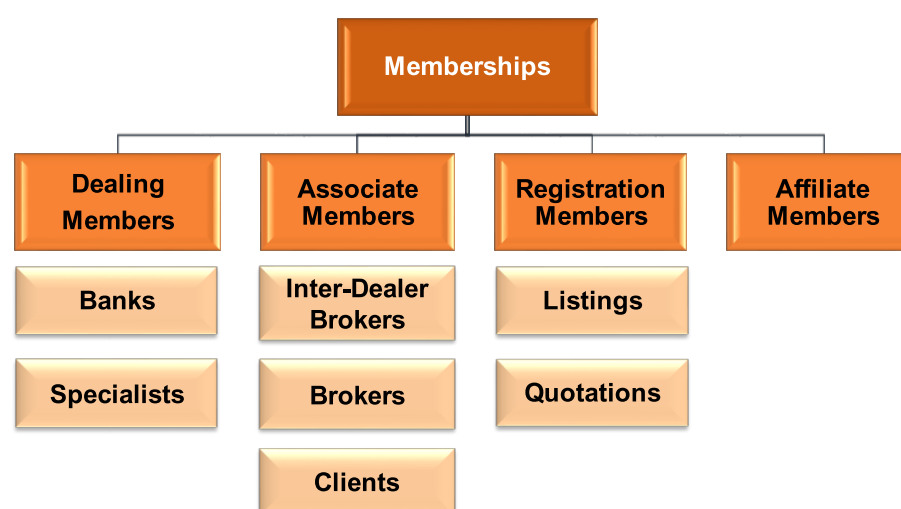 Memberships
Dealing
Members
Associate
Members
Registration
Members
Affiliate
Members
Banks
Inter-Dealer
Brokers
Listings
Specialists
Brokers
Quotations
Clients